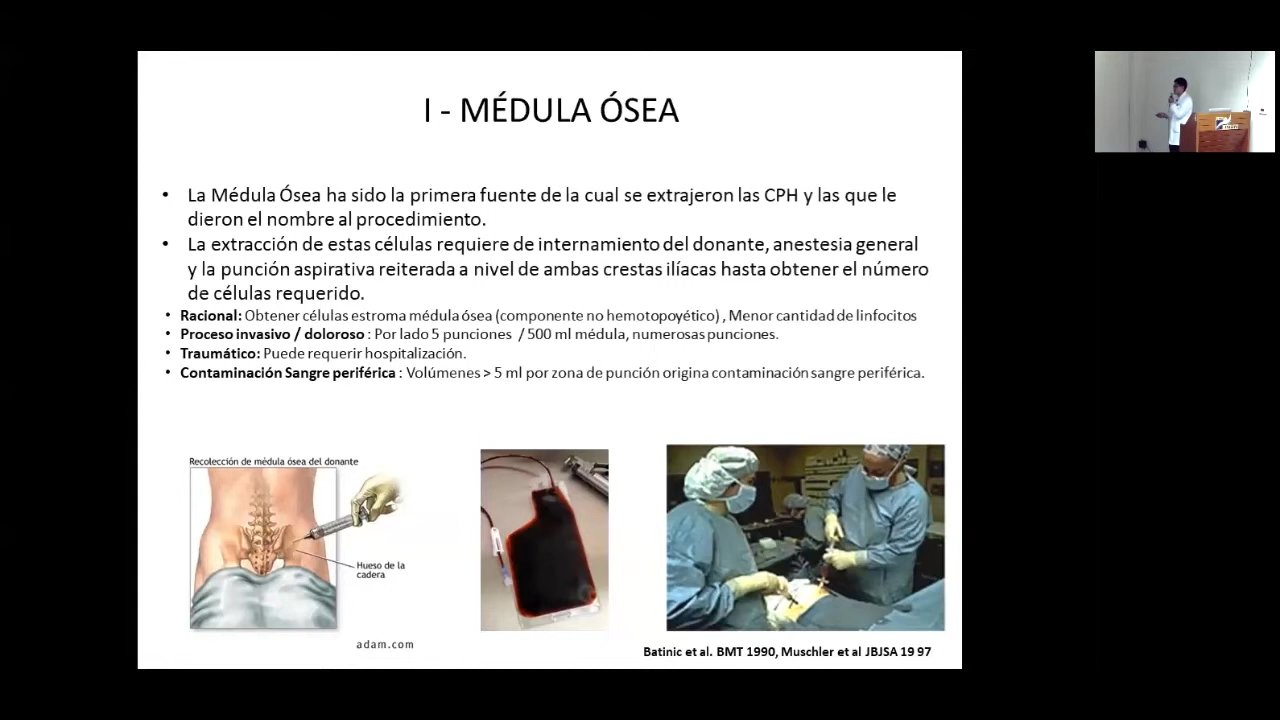 I - MÉDULA ÓSEA
• La Médula Ósea ha sido la primera fuente de la cual se extrajeron las CPH y las que le
dieron el nombre al procedimiento.
• La extracción de estas células requiere de internamiento del donante, anestesia general
y la punción aspirativa reiterada a nivel de ambas crestas ilíacas hasta obtener el número
de células requerido.
• Racional: Obtener células estroma médula ósea (componente no hemotopoyético) , Menor cantidad de linfocitos
• Proceso invasivo / doloroso : Por lado 5 punciones / 500 ml médula, numerosas punciones.
• Traumático: Puede requerir hospitalización.
• Contaminación Sangre periférica : Volúmenes > 5 ml por zona de punción origina contaminación sangre periférica.
Recolección de médula ósea del donante
Hueso de la
cadera
adam.com
Batinic et al. BMT 1990, Muschler et al JBJSA 19 97